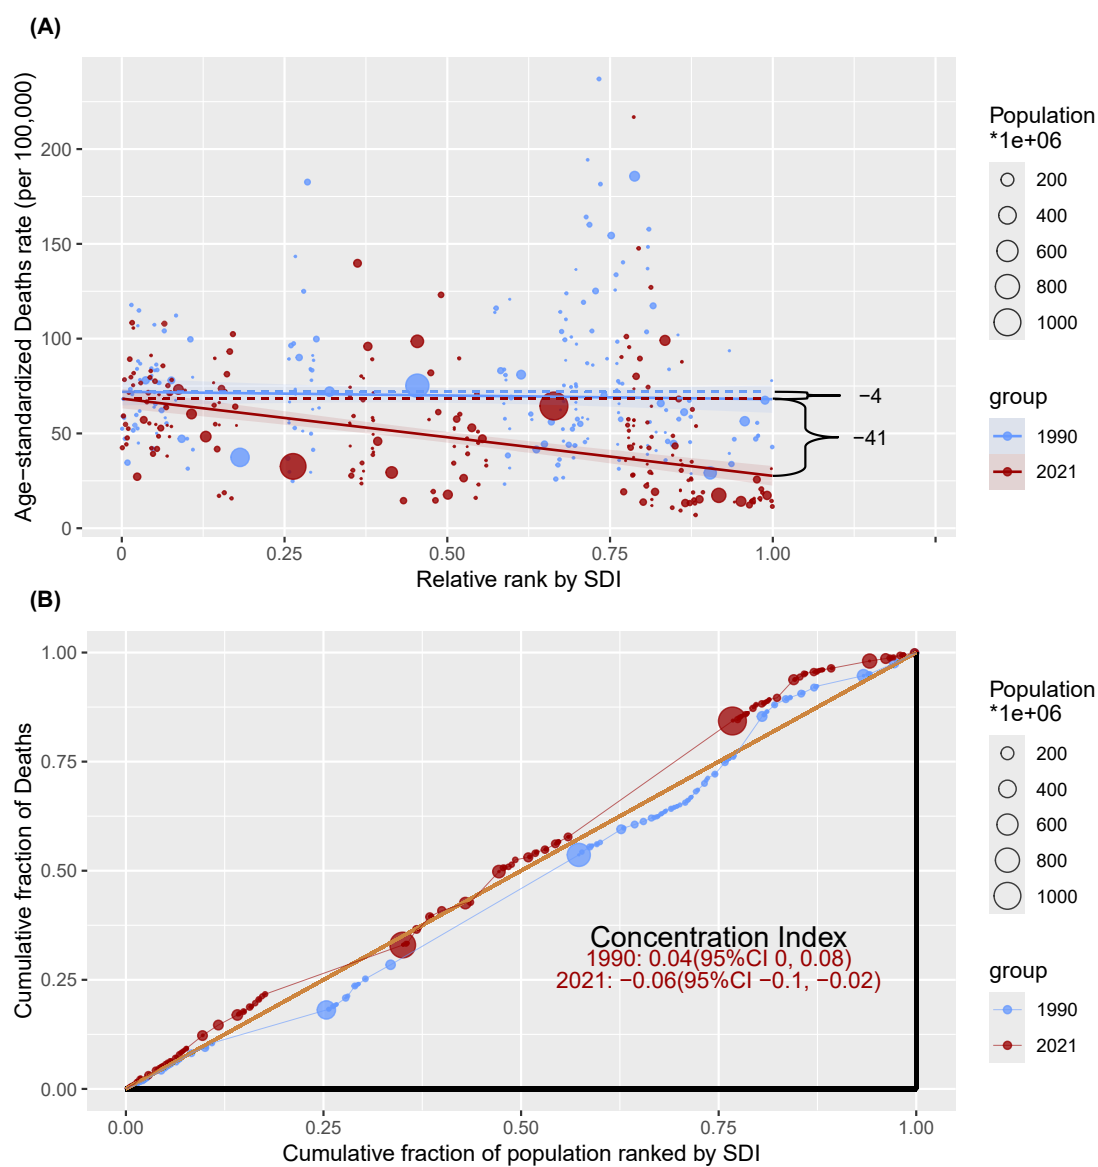 (A)
Age−standardized Deaths rate (per 100,000)
200
150
100
50
0
0
0.25
0.50
0.75
1.00
Relative rank by SDI
−4
−41
Population
*1e+06
200
400
600
800
1000
group
1990
2021
(B)
Cumulative fraction of Deaths
1.00
0.75
0.50
0.25
0.00
Concentration Index
1990: 0.04(95%CI 0, 0.08)
2021: −0.06(95%CI −0.1, −0.02)
0.00
0.25
0.50
0.75
1.00
Cumulative fraction of population ranked by SDI
Population
*1e+06
200
400
600
800
1000
group
1990
2021